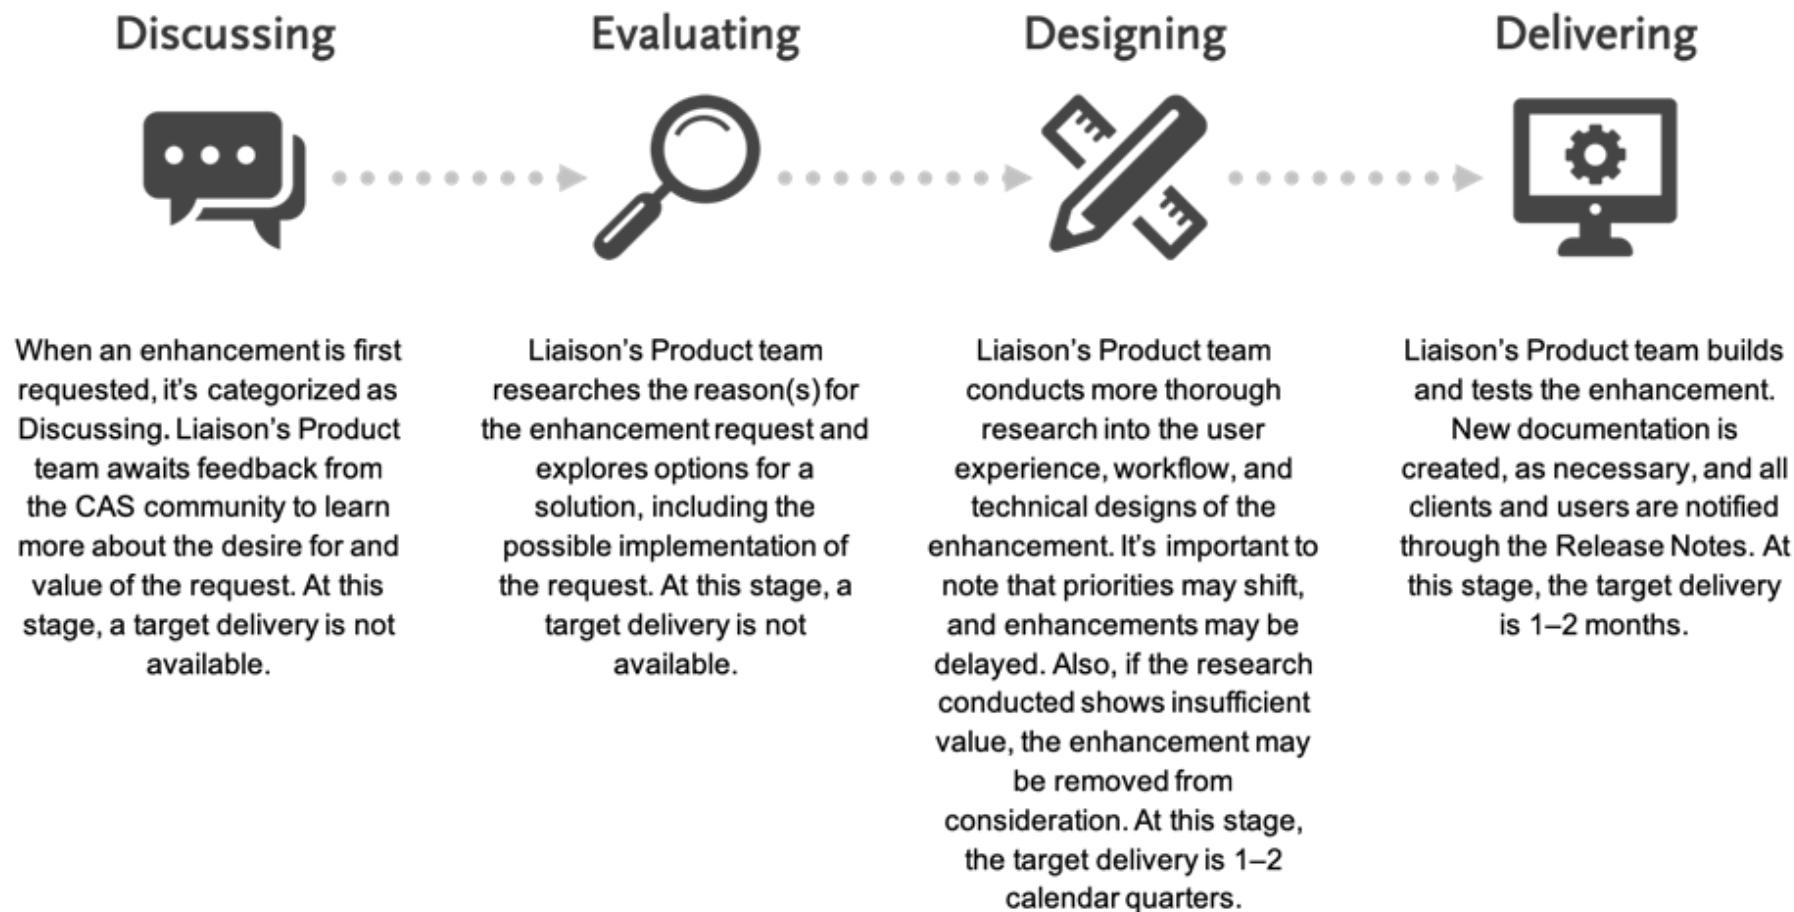 Discussing
Evaluating
Designing
Delivering
When an enhancement is first
requested, it's categorized as
Discussing. Liaison's Product
team awaits feedback from
the CAS community to learn
more about the desire for and
value of the request. At this
stage, a target delivery is not
available.
Liaison's Product team
researches the reason(s) for
the enhancement request and
explores options for a
solution, including the
possible implementation of
the request. At this stage, a
target delivery is not
available.
Liaison's Product team
conducts more thorough
research into the user
experience, workflow, and
technical designs of the
enhancement. It's important to
note that priorities may shift,
and enhancements may be
delayed. Also, if the research
conducted shows insufficient
value, the enhancement may
be removed from
consideration. At this stage,
the target delivery is 1–2
calendar quarters.
Liaison's Product team builds
and tests the enhancement.
New documentation is
created, as necessary, and all
clients and users are notified
through the Release Notes. At
this stage, the target delivery
is 1–2 months.